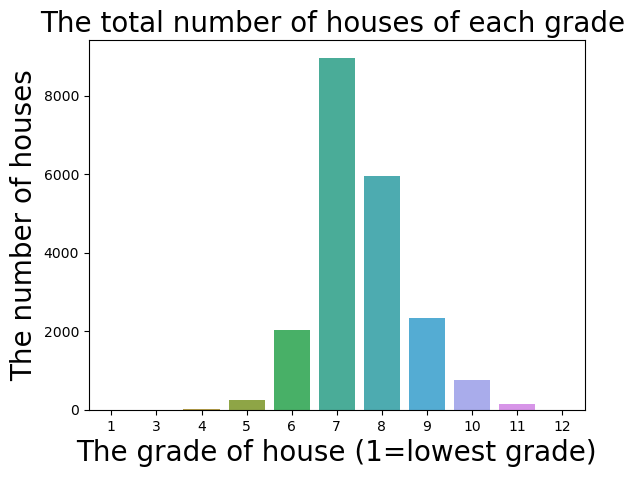 The total number of houses of each grade
The number of houses
8000
6000
4000
2000
0
1 3 4 5 6 7 8 9 10 11 12
The grade of house (1=lowest grade)